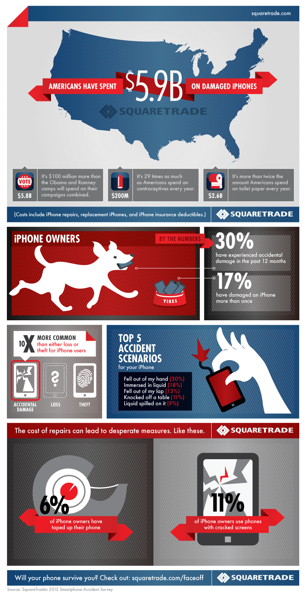 squaretrade.com
AMERICANS HAVE SPENT $5.9B ON DAMAGED iPHONES
SQUARETRADE
VOTE
$5.8B
It's $100 million more than
the Obama and Romney
camps will spend on their
campaigns combined.
$200M
It's 29 times as much
as Americans spend on
contraceptives every year.
$2.6B
It's more than twice the
amount Americans spend
on toilet paper every year.
(Costs include iPhone repairs, replacement iPhones, and iPhone insurance deductibles.)
SQUARETRADE
iPHONE OWNERS
BY THE NUMBERS
30%
have experienced accidental
damage in the past 12 months
17%
have damaged an iPhone
more than once
TIBBS
10X MORE COMMON
than either loss or
theft for iPhone users
ACCIDENTAL
DAMAGE
LOSS
THEFT
TOP 5
ACCIDENT
SCENARIOS
for your iPhone
Fell out of my hand (30%)
Immersed in liquid (18%)
Fell out of my lap (13%)
Knocked off a table (11%)
Liquid spilled on it (9%)
The cost of repairs can lead to desperate measures. Like these.
SQUARETRADE
6%
of iPhone owners have
taped up their phone
11%
of iPhone owners use phones
with cracked screens
Will your phone survive you? Check out: squaretrade.com/faceoff
SQUARETRADE
Source: SquareTrade's 2012 Smartphone Accident Survey